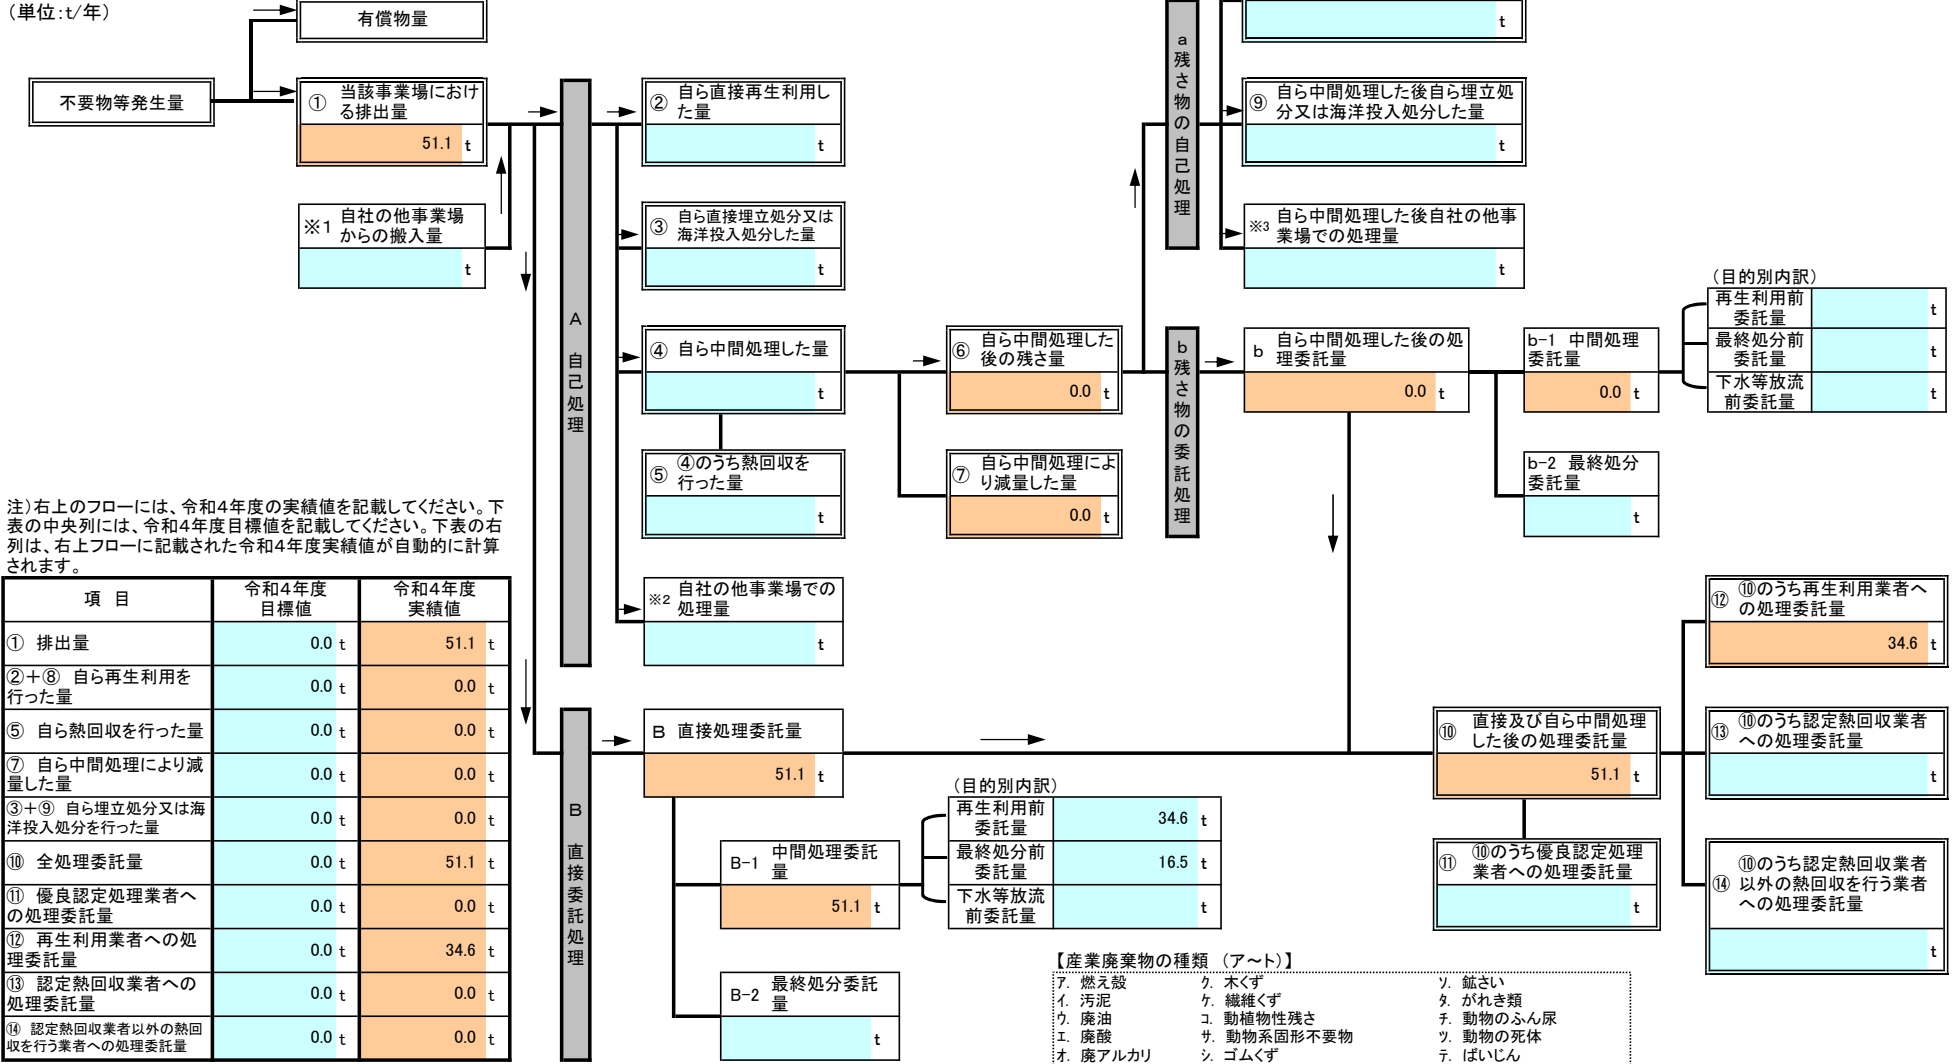 (単位:t/年)
有償物量
不要物等発生量
① 当該事業場におけ
る排出量
51.1 t
※1 自社の他事業場
からの搬入量
t
A 自己処理
② 自ら直接再生利用し
た量
t
③ 自ら直接埋立処分又は
海洋投入処分した量
t
④ 自ら中間処理した量
t
⑤ ④のうち熱回収を
行った量
t
※2 自社の他事業場での
処理量
t
⑥ 自ら中間処理した
後の残さ量
0.0 t
⑦ 自ら中間処理によ
り減量した量
0.0 t
a 残さ物の自己処理
t
⑨ 自ら中間処理した後自ら埋立処
分又は海洋投入処分した量
t
※3 自ら中間処理した後自社の他事
業場での処理量
t
b 残さ物の委託処理
b 自ら中間処理した後の処
理委託量
0.0 t
b-1 中間処理
委託量
0.0 t
b-2 最終処分
委託量
t
(目的別内訳)
再生利用前
委託量
t
最終処分前
委託量
t
下水等放流
前委託量
t
注)右上のフローには、令和4年度の実績値を記載してください。下
表の中央列には、令和4年度目標値を記載してください。下表の右
列は、右上フローに記載された令和4年度実績値が自動的に計算
されます。
項 目
令和4年度
目標値
令和4年度
実績値
① 排出量 0.0 t 51.1 t
②+⑧ 自ら再生利用を
行った量 0.0 t 0.0 t
⑤ 自ら熱回収を行った量 0.0 t 0.0 t
⑦ 自ら中間処理により減
量した量 0.0 t 0.0 t
③+⑨ 自ら埋立処分又は海
洋投入処分を行った量 0.0 t 0.0 t
⑩ 全処理委託量 0.0 t 51.1 t
⑪ 優良認定処理業者へ
の処理委託量 0.0 t 0.0 t
⑫ 再生利用業者への処
理委託量 0.0 t 34.6 t
⑬ 認定熱回収業者への
処理委託量 0.0 t 0.0 t
⑭ 認定熱回収業者以外の熱回
収を行う業者への処理委託量 0.0 t 0.0 t
B 直接委託処理
B 直接処理委託量
51.1 t
B-1 中間処理委託
量
51.1 t
B-2 最終処分委託
量
t
(目的別内訳)
再生利用前
委託量
34.6 t
最終処分前
委託量
16.5 t
下水等放流
前委託量
t
⑩ 直接及び自ら中間処理
した後の処理委託量
51.1 t
⑪ ⑩のうち優良認定処理
業者への処理委託量
t
⑫ ⑩のうち再生利用業者へ
の処理委託量
34.6 t
⑬ ⑩のうち認定熱回収業者
への処理委託量
t
⑭ ⑩のうち認定熱回収業者
以外の熱回収を行う業者
への処理委託量
t
【産業廃棄物の種類 (ア~ト)】
ア. 燃え殻 ク. 木くず ソ. 鉱さい
イ. 汚泥 ケ. 繊維くず タ. がれき類
ウ. 廃油 コ. 動植物性残さ チ. 動物のふん尿
エ. 廃酸 サ. 動物系固形不要物 ツ. 動物の死体
オ. 廃アルカリ シ. ゴムくず テ. ばいじん